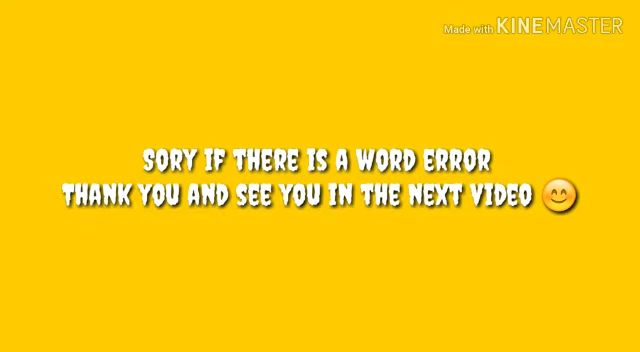 Made with KINEMASTER
SORY IF THERE IS A WORD ERROR
THANK YOU AND SEE YOU IN THE NEXT VIDEO 😊